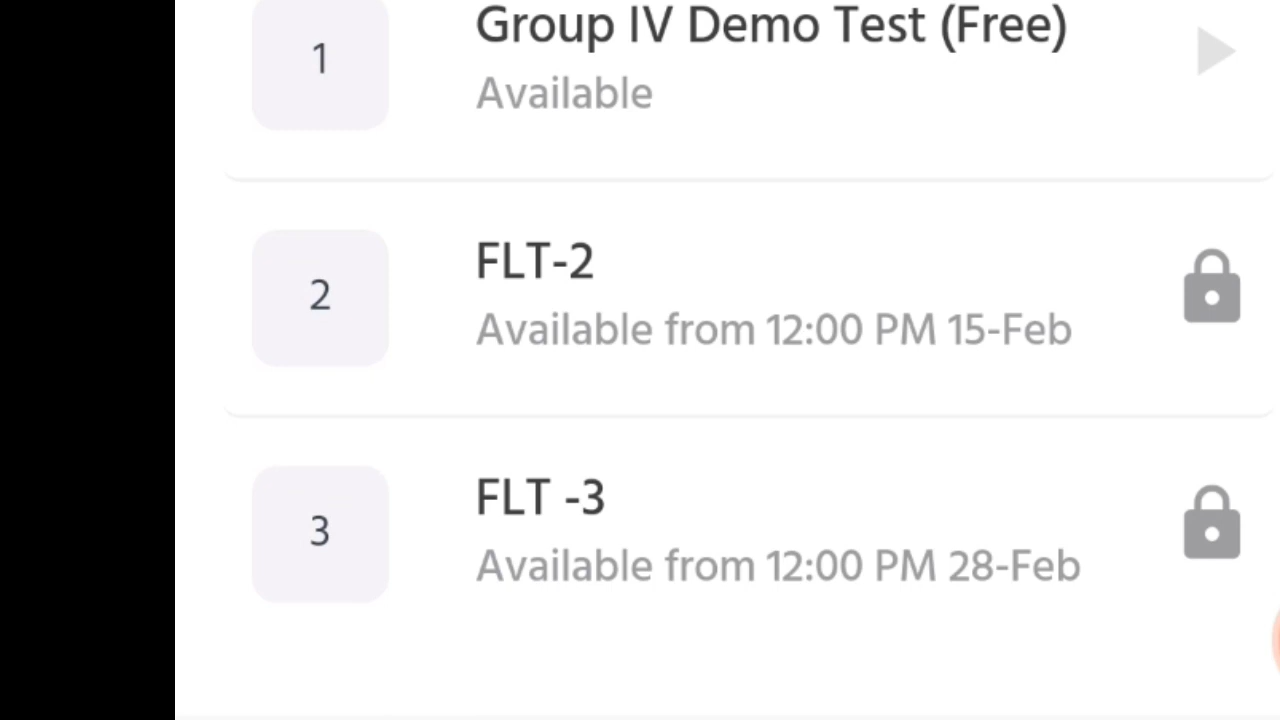 1
Group IV Demo Test (Free)
Available
2
FLT-2
Available from 12:00 PM 15-Feb
3
FLT -3
Available from 12:00 PM 28-Feb